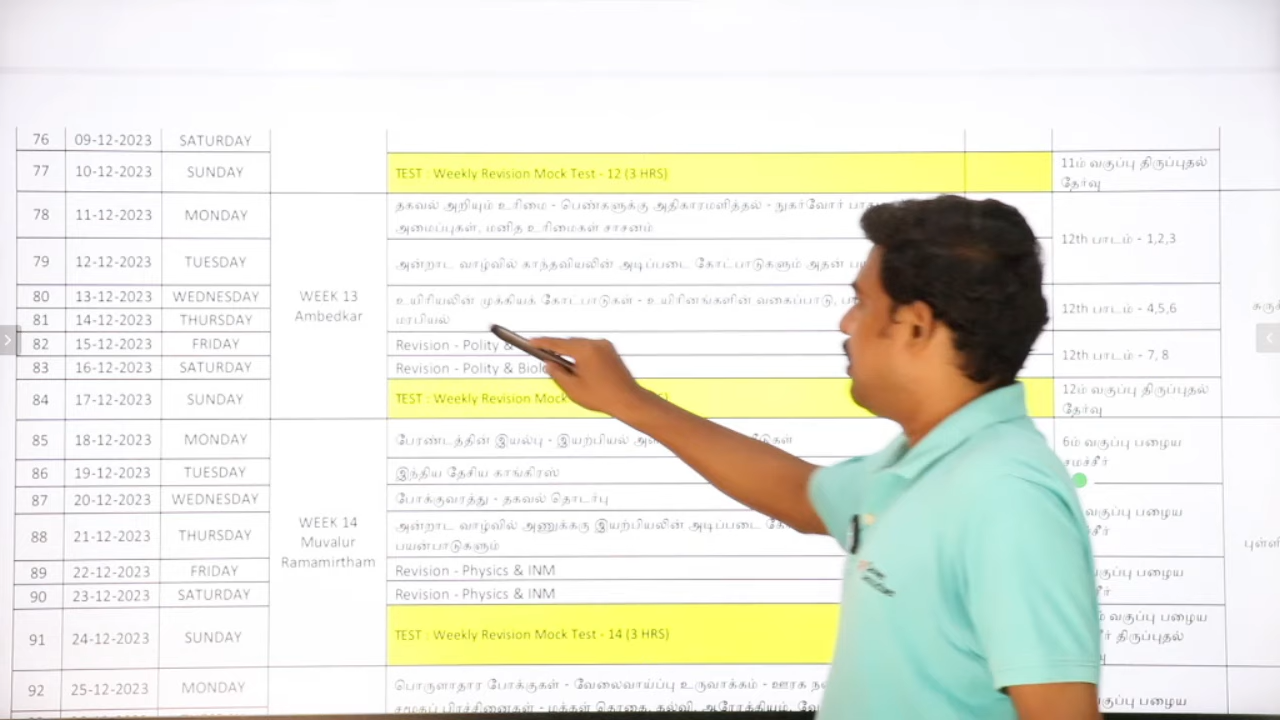 76 09-12-2023 SATURDAY
77 10-12-2023 SUNDAY TEST : Weekly Revision Mock Test - 12 (3 HRS) 11ம் வகுப்பு திருப்புதல்
தேர்வு
78 11-12-2023 MONDAY தகவல் அறியும் உரிமை - பெண்களுக்கு அதிகாரமளித்தல் - நுகர்வோர்
அமைப்புகள், மனித உரிமைகள் சாசனம்
12th பாடம் - 1,2,3
79 12-12-2023 TUESDAY அன்றாட வாழ்வில் காந்தவியலின் அடிப்படை கோட்பாடுகளும் அதன்
WEEK 13
Ambedkar
80 13-12-2023 WEDNESDAY உயிரியலின் முக்கியக் கோட்பாடுகள் - உயிரினங்களின் வகைப்பாடு,
81 14-12-2023 THURSDAY மரபியல்
12th பாடம் - 4,5,6
82 15-12-2023 FRIDAY Revision - Polity &
83 16-12-2023 SATURDAY Revision - Polity &
12th பாடம் - 7, 8
84 17-12-2023 SUNDAY TEST : Weekly Revision Mock 12ம் வகுப்பு திருப்புதல்
தேர்வு
85 18-12-2023 MONDAY பேரண்டத்தின் இயல்பு - இயற்பியல் 6ம் வகுப்பு பழைய
சமச்சீர்
86 19-12-2023 TUESDAY இந்திய தேசிய காங்கிரஸ்
87 20-12-2023 WEDNESDAY போக்குவரத்து - தகவல் தொடர்பு
வகுப்பு பழைய
WEEK 14
Muvalur
Ramamirtham
88 21-12-2023 THURSDAY அன்றாட வாழ்வில் அணுக்கரு இயற்பியலின் அடிப்படை
பயன்பாடுகளும்
89 22-12-2023 FRIDAY Revision - Physics & INM வகுப்பு பழைய
90 23-12-2023 SATURDAY Revision - Physics & INM
91 24-12-2023 SUNDAY TEST : Weekly Revision Mock Test - 14 (3 HRS) வகுப்பு பழைய
திருப்புதல்
92 25-12-2023 MONDAY பொருளாதார போக்குகள் - வேலைவாய்ப்பு உருவாக்கம் - ஊரக
சமூகப் பிரச்சினைகள் - மக்கள் தொகை, கல்வி, ஆரோக்கியம்,
வகுப்பு பழைய